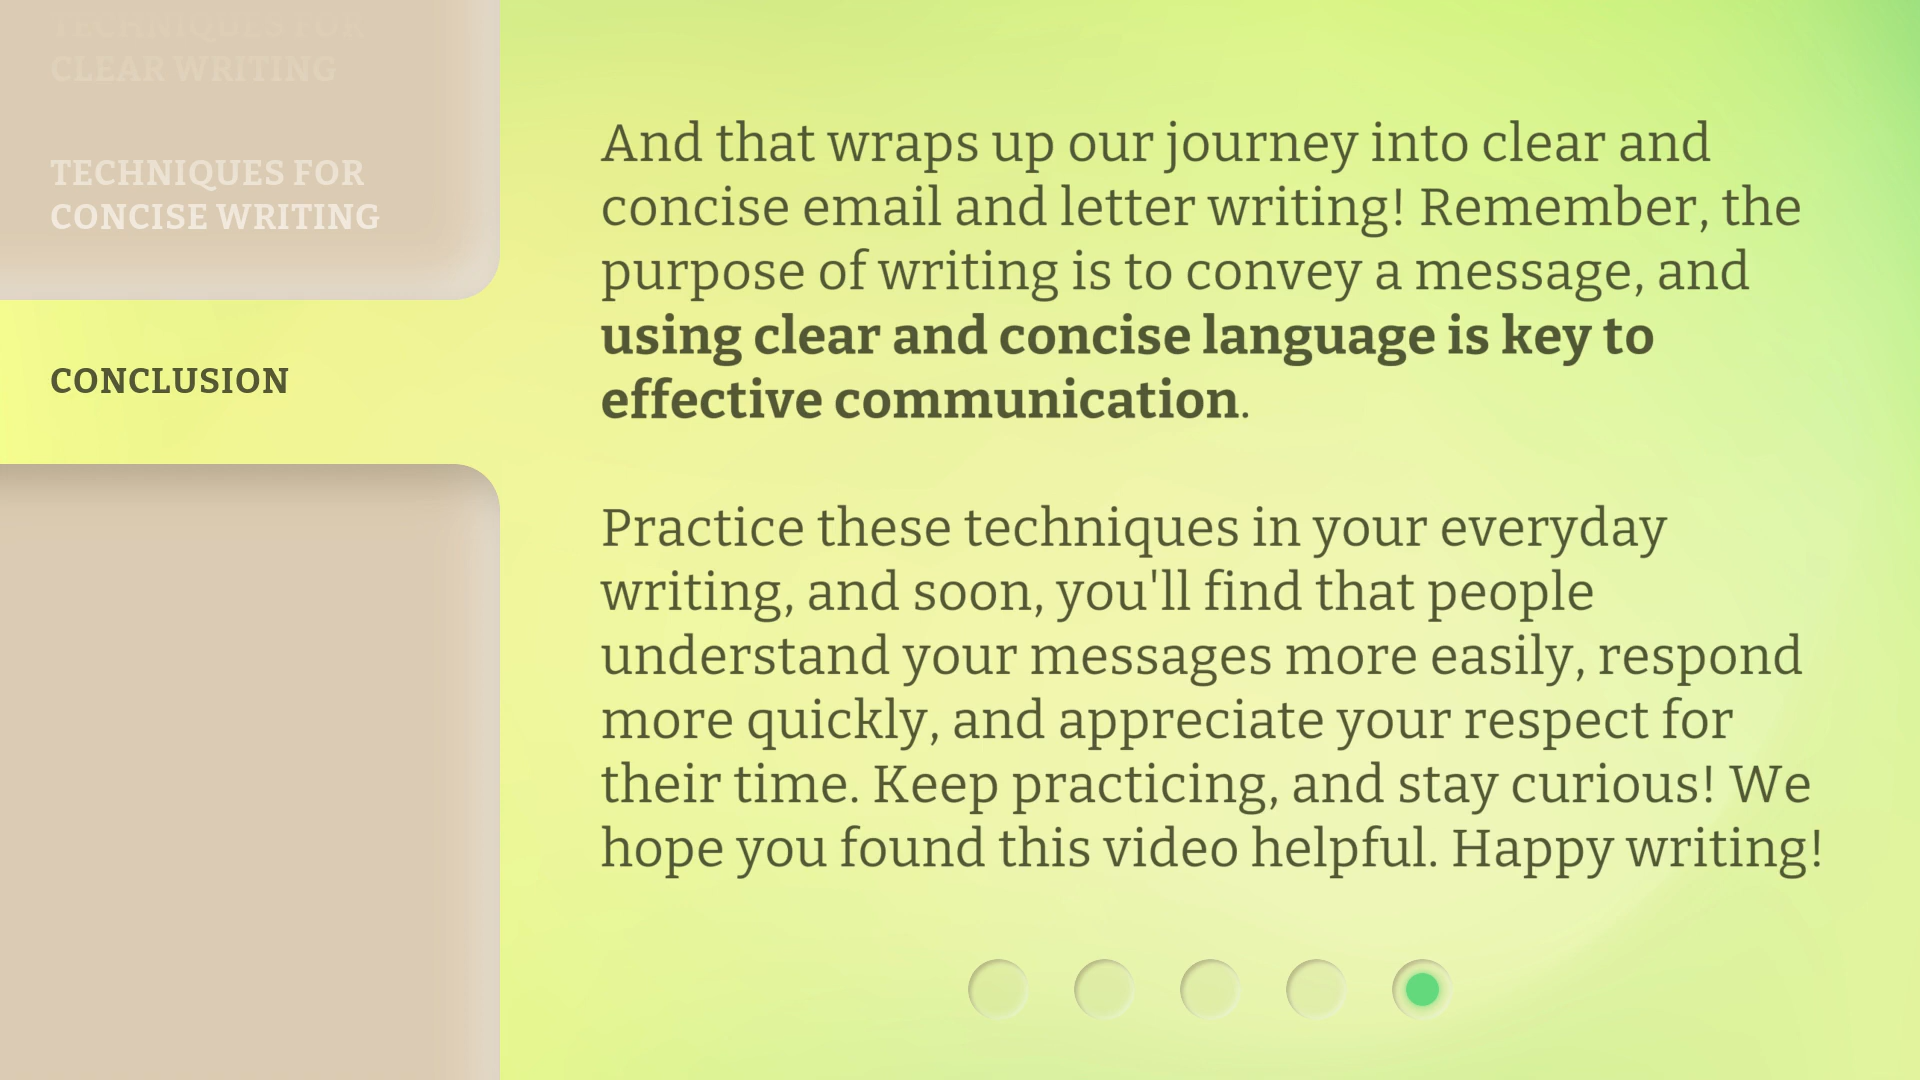 TECHNIQUES FOR
CLEAR WRITING
TECHNIQUES FOR
CONCISE WRITING
CONCLUSION
And that wraps up our journey into clear and
concise email and letter writing! Remember, the
purpose of writing is to convey a message, and
using clear and concise language is key to
effective communication.
Practice these techniques in your everyday
writing, and soon, you'll find that people
understand your messages more easily, respond
more quickly, and appreciate your respect for
their time. Keep practicing, and stay curious! We
hope you found this video helpful. Happy writing!